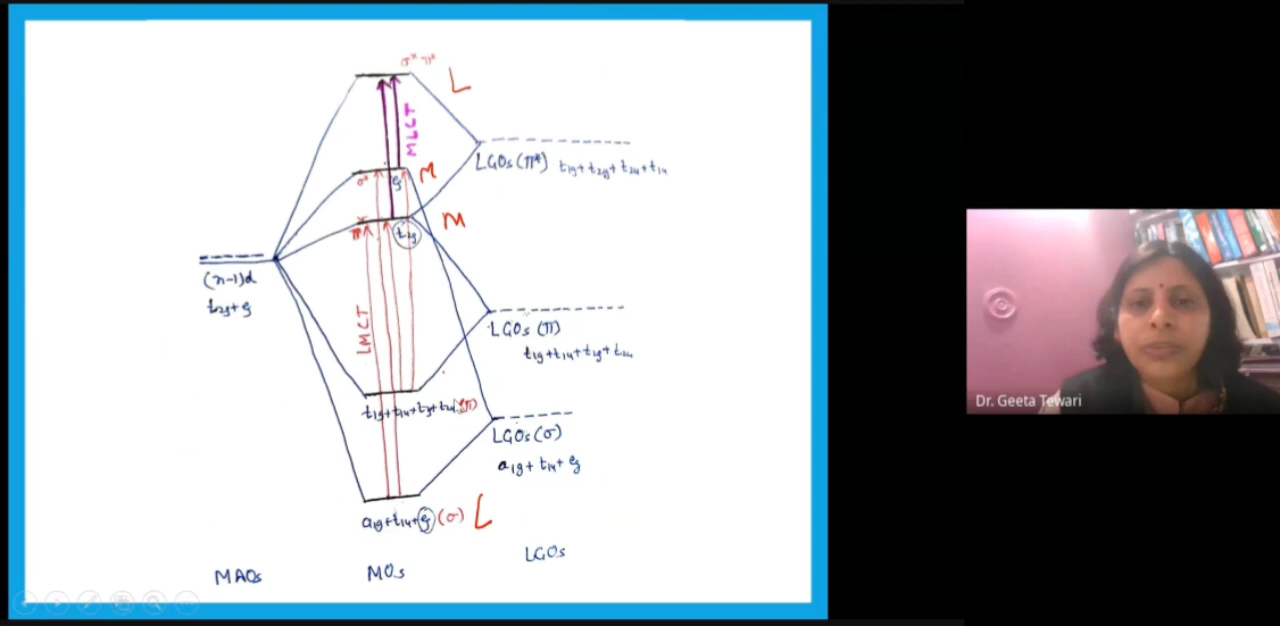 σ* π*
L
MLCT
LGOs (π*) t1g + t2g + t2u + t1u
σ* eg M
π* t2g M
(n-1)d
t2g + eg
LMCT
LGOs (π)
t1g + t1u + t2g + t2u
t1g + t1u + t2g + t2u (π)
LGOs (σ)
a1g + t1u + eg
a1g + t1u + eg (σ) L
LGOs
MAOs
MOs
Dr. Geeta Tewari